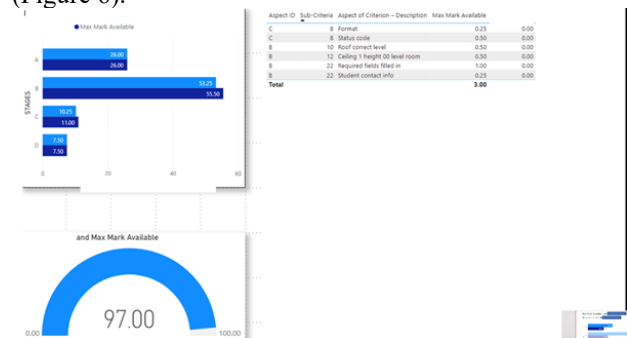 (Figure 6).
Max Mark Available
STAGES
A
26.00
26.00
B
53.25
55.50
C
10.25
11.00
D
7.50
7.50
0 20 40 60
Aspect ID Sub-Criteria Aspect of Criterion – Description Max Mark Available
C 8 Format 0.25 0.00
C 8 Status code 0.50 0.00
B 10 Roof correct level 0.50 0.00
B 12 Ceiling 1 height 00 level room 0.50 0.00
B 22 Required fields filled in 1.00 0.00
B 22 Student contact info 0.25 0.00
Total 3.00
and Max Mark Available
97.00
0.00 100.00